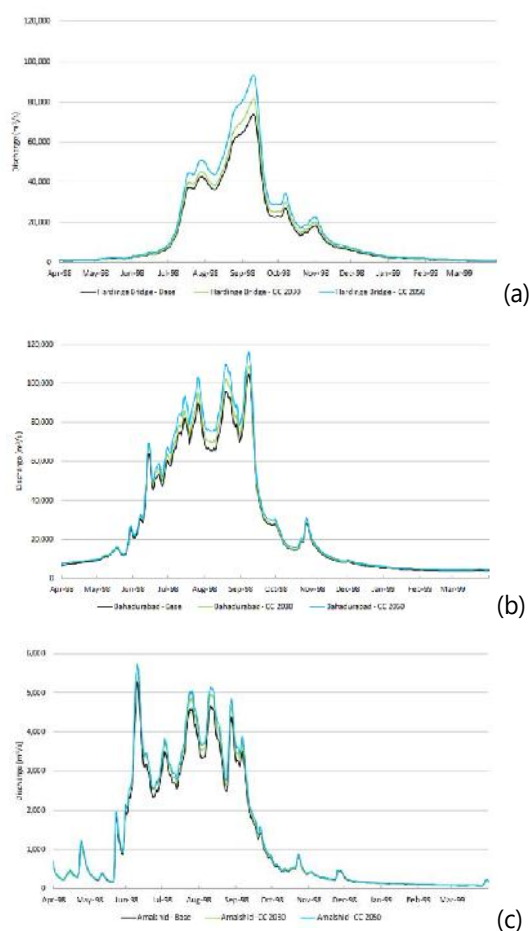 120,000
100,000
80,000
60,000
40,000
20,000
Discharge (m³/s)
Apr-98 May-98 Jun-98 Jul-98 Aug-98 Sep-98 Oct-98 Nov-98 Dec-98 Jan-99 Feb-99 Mar-99
Hardinge Bridge - Base Hardinge Bridge - CC 2030 Hardinge Bridge - CC 2050
(a)
120,000
100,000
80,000
60,000
40,000
20,000
0
Discharge (m³/s)
Apr-98 May-98 Jun-98 Jul-98 Aug-98 Sep-98 Oct-98 Nov-98 Dec-98 Jan-99 Feb-99 Mar-99
Bahadurabad - Base Bahadurabad - CC 2030 Bahadurabad - CC 2050
(b)
6,000
5,000
4,000
3,000
2,000
1,000
0
Discharge (m³/s)
Apr-98 May-98 Jun-98 Jul-98 Aug-98 Sep-98 Oct-98 Nov-98 Dec-98 Jan-99 Feb-99 Mar-99
Amalshid - Base Amalshid - CC 2030 Amalshid - CC 2050
(c)